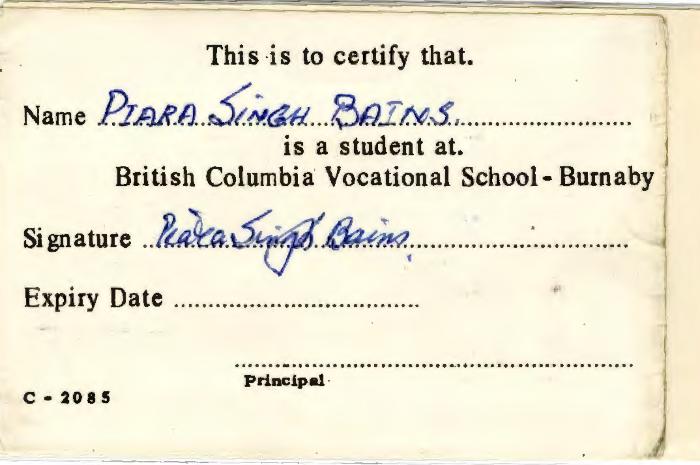 This is to certify that.
Name PIARA SINGH BAINS.
is a student at.
British Columbia Vocational School - Burnaby
Signature Piara Singh Bains
Expiry Date
Principal
C - 2085